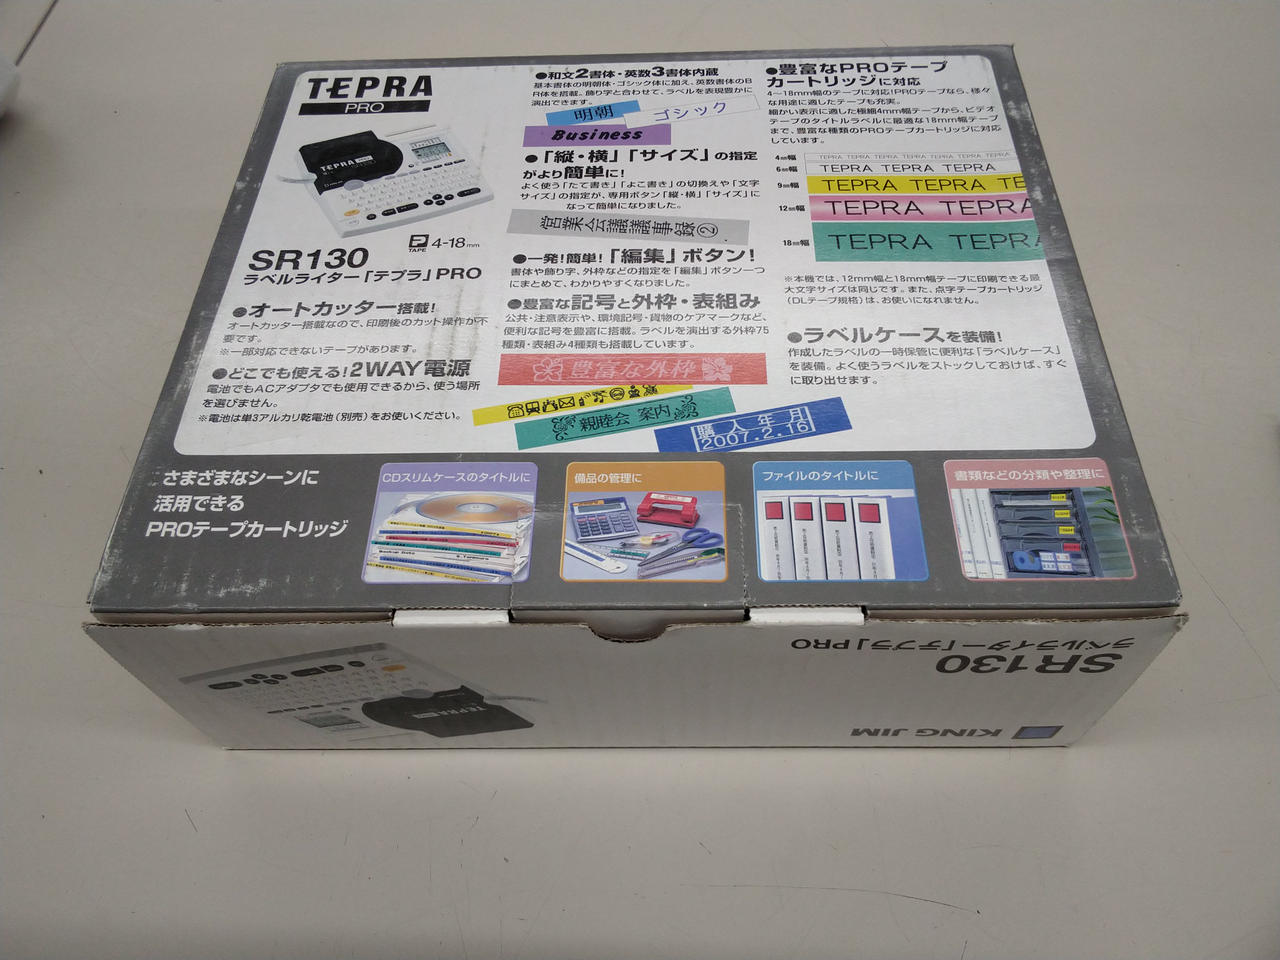 TEPRA
PRO
TEPRA PRO
SR130
TAPE 4-18mm
ラベルライター「テプラ」PRO
●オートカッター搭載!
オートカッター搭載なので、印刷後のカット操作が不
要です。
※一部対応できないテープがあります。
●どこでも使える!2WAY電源
電池でもACアダプタでも使用できるから、使う場所
を選びません。
※電池は単3アルカリ乾電池(別売)をお使いください。
●和文2書体・英数3書体内蔵
基本書体の明朝体・ゴシック体に加え、英数書体のB
R体を搭載。飾り字と合わせて、ラベルを表現豊かに
演出できます。
明朝
ゴシック
Business
●「縦・横」「サイズ」の指定
がより簡単に!
よく使う「たて書き」「よこ書き」の切換えや「文字
サイズ」の指定が、専用ボタン「縦・横」「サイズ」に
なって簡単になりました。
営業会議議事録②
●一発!簡単!「編集」ボタン!
書体や飾り字、外枠などの指定を「編集」ボタン一つ
にまとめて、わかりやすくなりました。
●豊富な記号と外枠・表組み
公共・注意表示や、環境記号・貨物のケアマークなど、
便利な記号を豊富に搭載。ラベルを演出する外枠75
種類・表組み4種類も搭載しています。
豊富な外枠
親睦会 案内
購入年月
2007.2.16
●豊富なPROテープ
カートリッジに対応
4〜18mm幅のテープに対応!PROテープなら、様々
な用途に適したテープも充実。
細かい表示に適した極細4mm幅テープから、ビデオ
テープのタイトルラベルに最適な18mm幅テープ
まで、豊富な種類のPROテープカートリッジに対応
しています。
4mm幅 TEPRA TEPRA TEPRA TEPRA TEPRA TEPRA TEPRA
6mm幅 TEPRA TEPRA TEPRA TEPRA
9mm幅 TEPRA TEPRA TE
12mm幅 TEPRA TEPRA
18mm幅 TEPRA TEPRA
※本機では、12mm幅と18mm幅テープに印刷できる最
大文字サイズは同じです。また、点字テープカートリッジ
(DLテープ規格)は、お使いになれません。
●ラベルケースを装備!
作成したラベルの一時保管に便利な「ラベルケース」
を装備。よく使うラベルをストックしておけば、すぐ
に取り出せます。
さまざまなシーンに
活用できる
PROテープカートリッジ
CDスリムケースのタイトルに
備品の管理に
ファイルのタイトルに
書類などの分類や整理に
SR130
ラベルライター「テプラ」PRO
KING JIM
TEPRA